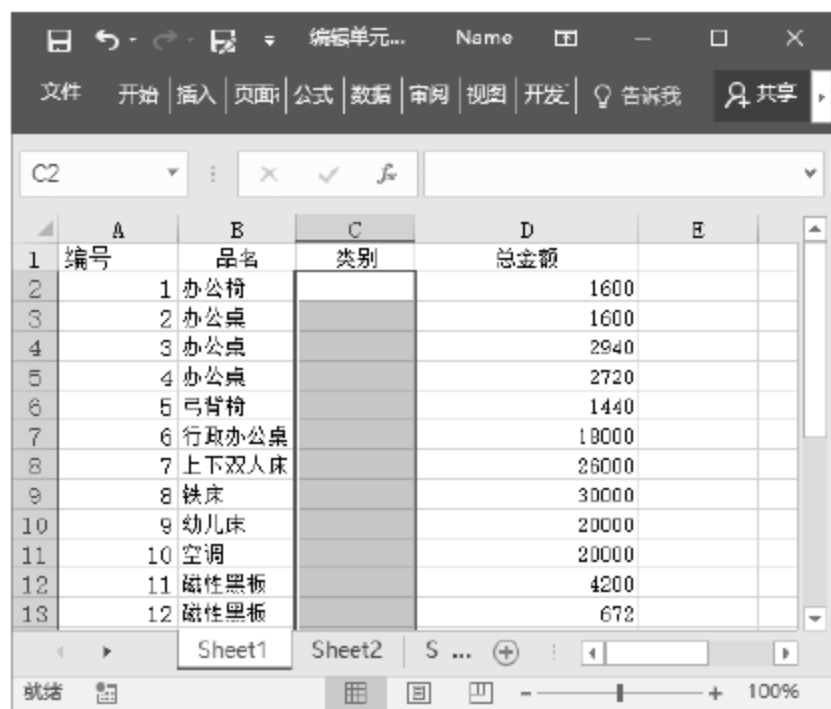 编辑单元... Name
文件 开始 插入 页面 公式 数据 审阅 视图 开发 告诉我 共享
C2 fx
A B C D E
1 编号 品名 类别 总金额
2 1 办公椅 1600
3 2 办公桌 1600
4 3 办公桌 2940
5 4 办公桌 2720
6 5 弓背椅 1440
7 6 行政办公桌 18000
8 7 上下双人床 26000
9 8 铁床 30000
10 9 幼儿床 20000
11 10 空调 20000
12 11 磁性黑板 4200
13 12 磁性黑板 672
Sheet1 Sheet2 S ...
就绪 100%